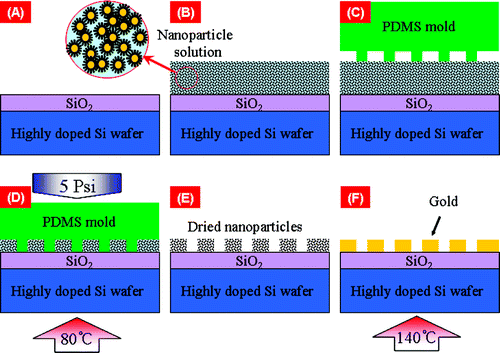 (A)
SiO2
Highly doped Si wafer
(B)
Nanoparticle
solution
SiO2
Highly doped Si wafer
(C)
PDMS mold
SiO2
Highly doped Si wafer
(D)
5 Psi
PDMS mold
SiO2
Highly doped Si wafer
80℃
(E)
Dried nanoparticles
SiO2
Highly doped Si wafer
(F)
Gold
SiO2
Highly doped Si wafer
140℃